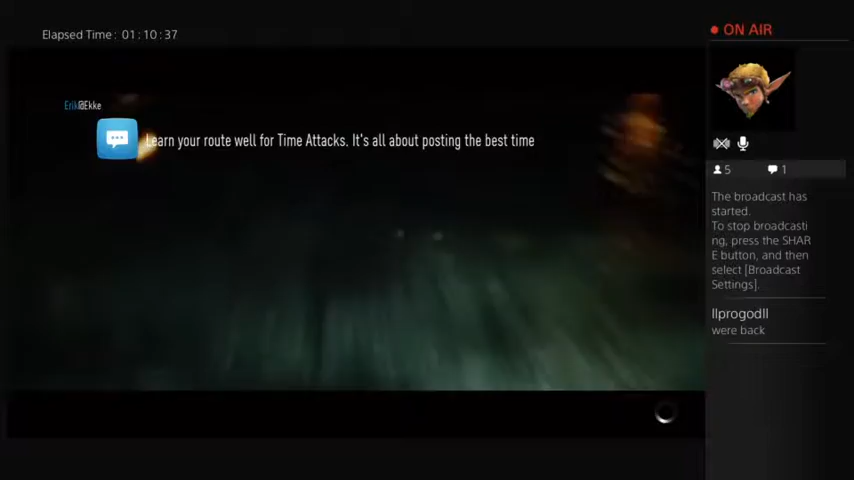 Elapsed Time : 01:10:37
ON AIR
Erik@Ekke
Learn your route well for Time Attacks. It's all about posting the best time
5
1
The broadcast has
started.
To stop broadcasti
ng, press the SHAR
E button, and then
select [Broadcast
Settings].
llprogodll
were back